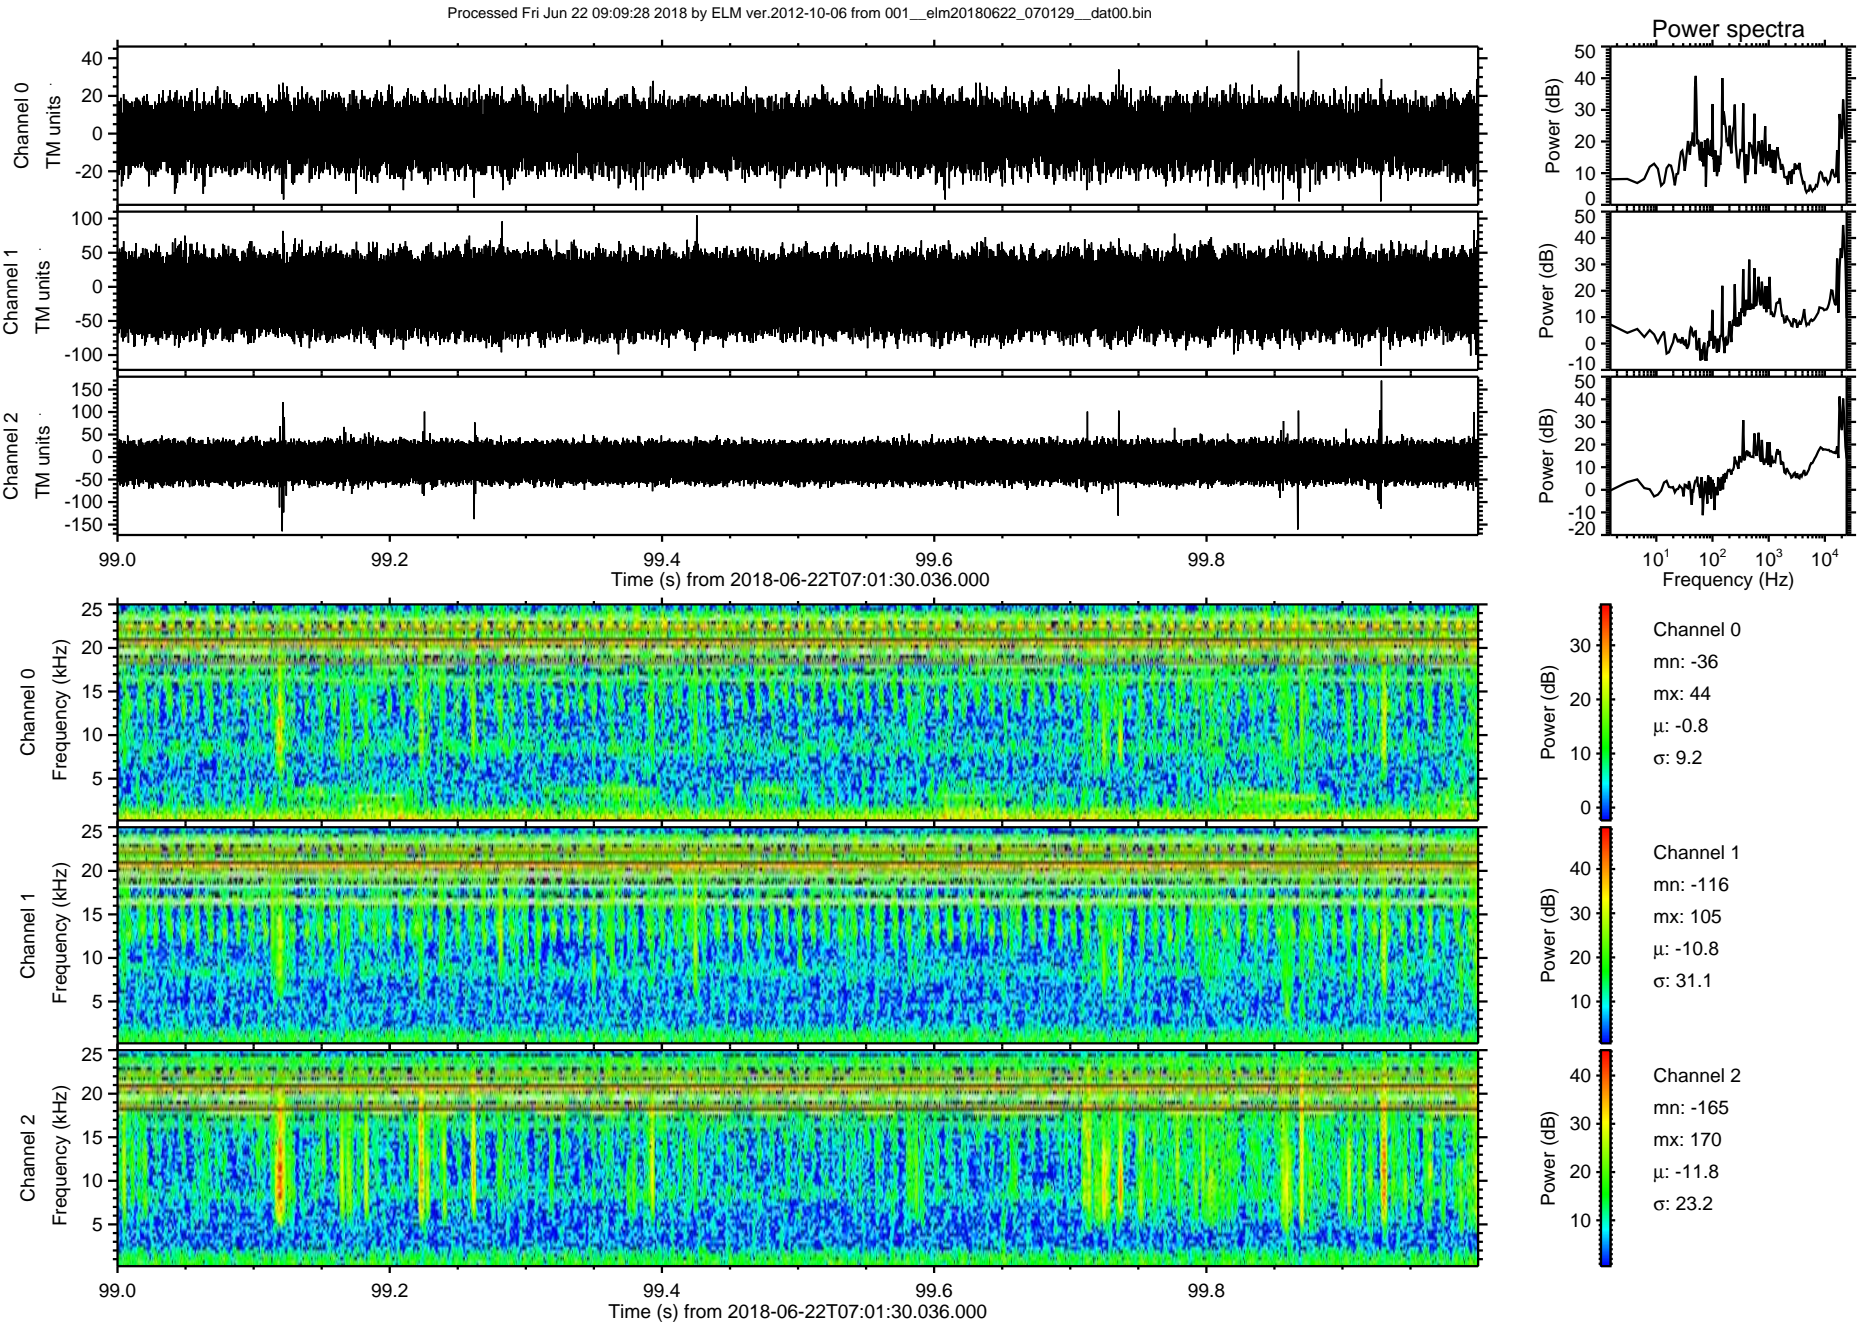 Processed Fri Jun 22 09:09:28 2018 by ELM ver.2012-10-06 from 001__elm20180622_070129__dat00.bin
Power spectra
Channel 0
TM units
40
20
0
-20
Power (dB)
50
40
30
20
10
0
Channel 1
TM units
100
50
0
-50
-100
Power (dB)
50
40
30
20
10
0
-10
Channel 2
TM units
150
100
50
0
-50
-100
-150
Power (dB)
50
40
30
20
10
0
-10
-20
99.0 99.2 99.4 99.6 99.8
Time (s) from 2018-06-22T07:01:30.036.000
10^1 10^2 10^3 10^4
Frequency (Hz)
Channel 0
Frequency (kHz)
25
20
15
10
5
Power (dB)
30
20
10
0
Channel 0
mn: -36
mx: 44
µ: -0.8
σ: 9.2
Channel 1
Frequency (kHz)
25
20
15
10
5
Power (dB)
40
30
20
10
Channel 1
mn: -116
mx: 105
µ: -10.8
σ: 31.1
Channel 2
Frequency (kHz)
25
20
15
10
5
Power (dB)
40
30
20
10
Channel 2
mn: -165
mx: 170
µ: -11.8
σ: 23.2
99.0 99.2 99.4 99.6 99.8
Time (s) from 2018-06-22T07:01:30.036.000